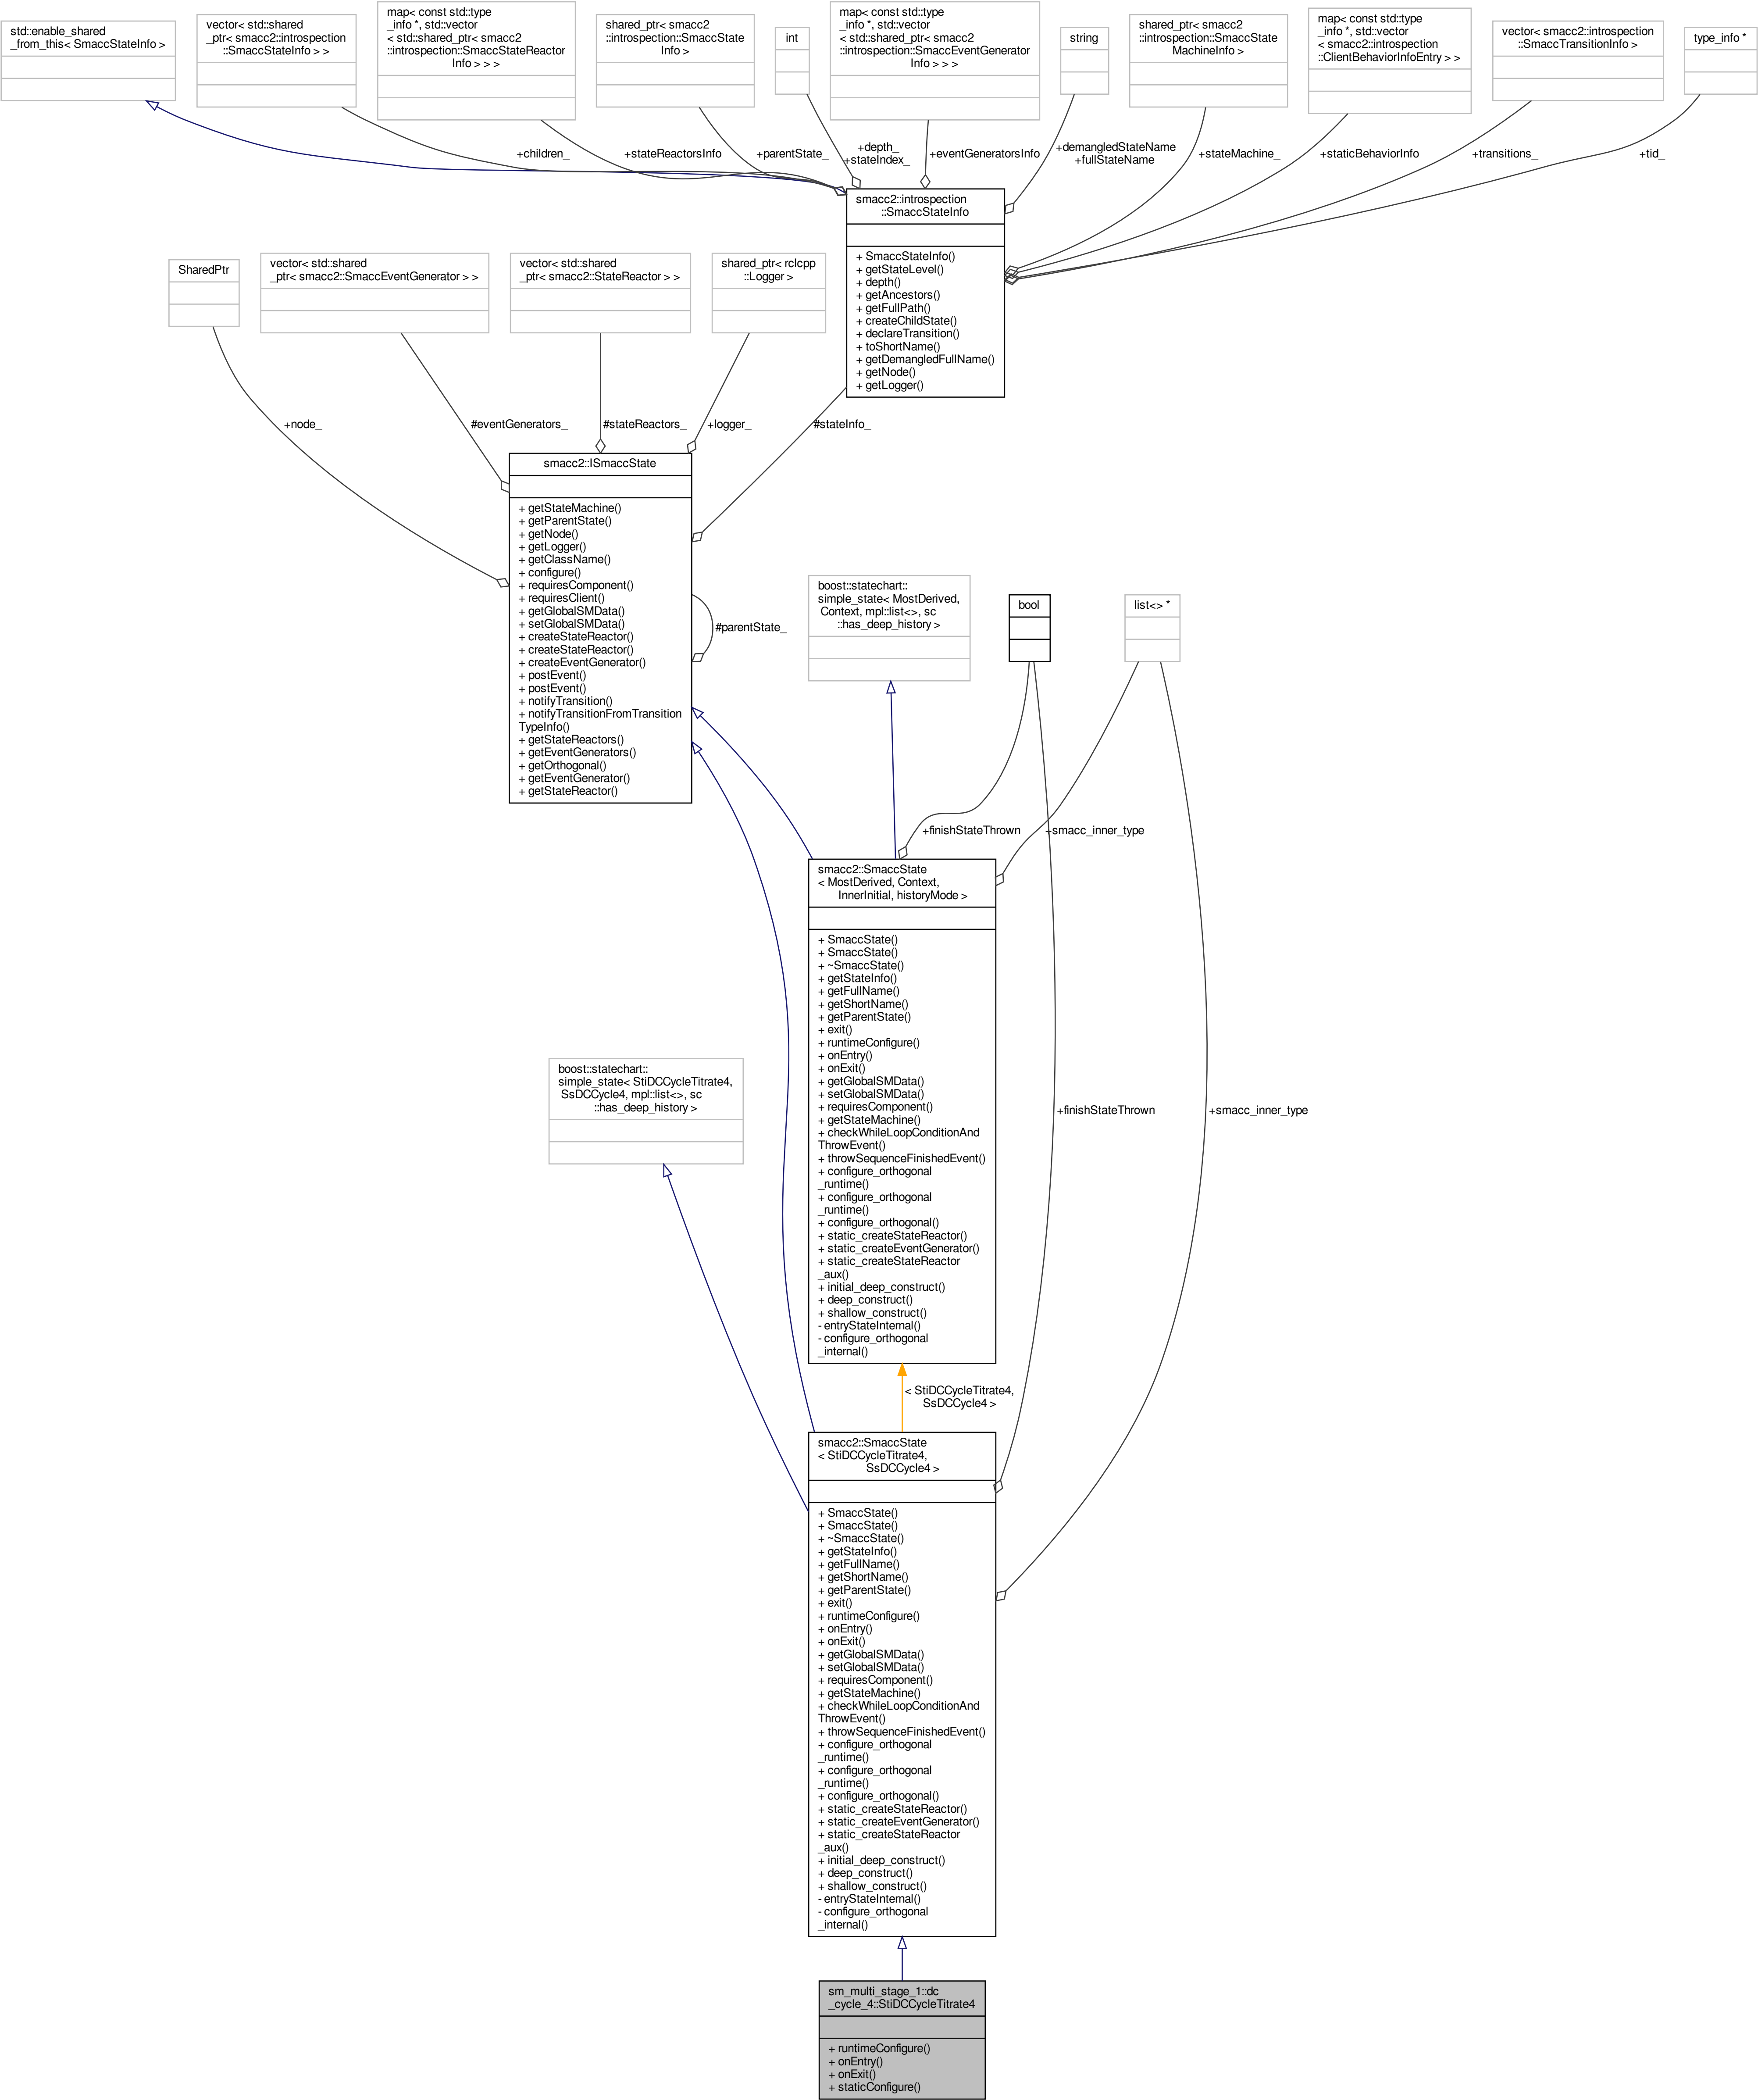 std::enable_shared
_from_this< SmaccStateInfo >
vector< std::shared
_ptr< smacc2::introspection
::SmaccStateInfo > >
map< const std::type
_info *, std::vector
< std::shared_ptr< smacc2
::introspection::SmaccStateReactor
Info > > >
shared_ptr< smacc2
::introspection::SmaccState
Info >
int
map< const std::type
_info *, std::vector
< std::shared_ptr< smacc2
::introspection::SmaccEventGenerator
Info > > >
string
shared_ptr< smacc2
::introspection::SmaccState
MachineInfo >
map< const std::type
_info *, std::vector
< smacc2::introspection
::ClientBehaviorInfoEntry > >
vector< smacc2::introspection
::SmaccTransitionInfo >
type_info *
+children_
+stateReactorsInfo
+parentState_
+depth_
+stateIndex_
+eventGeneratorsInfo
+demangledStateName
+fullStateName
+stateMachine_
+staticBehaviorInfo
+transitions_
+tid_
smacc2::introspection
::SmaccStateInfo
+ SmaccStateInfo()
+ getStateLevel()
+ depth()
+ getAncestors()
+ getFullPath()
+ createChildState()
+ declareTransition()
+ toShortName()
+ getDemangledFullName()
+ getNode()
+ getLogger()
SharedPtr
vector< std::shared
_ptr< smacc2::SmaccEventGenerator > >
vector< std::shared
_ptr< smacc2::StateReactor > >
shared_ptr< rclcpp
::Logger >
+node_
#eventGenerators_
#stateReactors_
+logger_
#stateInfo_
smacc2::ISmaccState
+ getStateMachine()
+ getParentState()
+ getNode()
+ getLogger()
+ getClassName()
+ configure()
+ requiresComponent()
+ requiresClient()
+ getGlobalSMData()
+ setGlobalSMData()
+ createStateReactor()
+ createStateReactor()
+ createEventGenerator()
+ postEvent()
+ postEvent()
+ notifyTransition()
+ notifyTransitionFromTransition
TypeInfo()
+ getStateReactors()
+ getEventGenerators()
+ getOrthogonal()
+ getEventGenerator()
+ getStateReactor()
#parentState_
boost::statechart::
simple_state< MostDerived,
Context, mpl::list<>, sc
::has_deep_history >
bool
list<> *
+finishStateThrown
+smacc_inner_type
smacc2::SmaccState
< MostDerived, Context,
InnerInitial, historyMode >
+ SmaccState()
+ SmaccState()
+ ~SmaccState()
+ getStateInfo()
+ getFullName()
+ getShortName()
+ getParentState()
+ exit()
+ runtimeConfigure()
+ onEntry()
+ onExit()
+ getGlobalSMData()
+ setGlobalSMData()
+ requiresComponent()
+ getStateMachine()
+ checkWhileLoopConditionAnd
ThrowEvent()
+ throwSequenceFinishedEvent()
+ configure_orthogonal
_runtime()
+ configure_orthogonal
_runtime()
+ configure_orthogonal()
+ static_createStateReactor()
+ static_createEventGenerator()
+ static_createStateReactor
_aux()
+ initial_deep_construct()
+ deep_construct()
+ shallow_construct()
- entryStateInternal()
- configure_orthogonal
_internal()
boost::statechart::
simple_state< StiDCCycleTitrate4,
SsDCCycle4, mpl::list<>, sc
::has_deep_history >
+finishStateThrown
+smacc_inner_type
< StiDCCycleTitrate4,
SsDCCycle4 >
smacc2::SmaccState
< StiDCCycleTitrate4,
SsDCCycle4 >
+ SmaccState()
+ SmaccState()
+ ~SmaccState()
+ getStateInfo()
+ getFullName()
+ getShortName()
+ getParentState()
+ exit()
+ runtimeConfigure()
+ onEntry()
+ onExit()
+ getGlobalSMData()
+ setGlobalSMData()
+ requiresComponent()
+ getStateMachine()
+ checkWhileLoopConditionAnd
ThrowEvent()
+ throwSequenceFinishedEvent()
+ configure_orthogonal
_runtime()
+ configure_orthogonal
_runtime()
+ configure_orthogonal()
+ static_createStateReactor()
+ static_createEventGenerator()
+ static_createStateReactor
_aux()
+ initial_deep_construct()
+ deep_construct()
+ shallow_construct()
- entryStateInternal()
- configure_orthogonal
_internal()
sm_multi_stage_1::dc
_cycle_4::StiDCCycleTitrate4
+ runtimeConfigure()
+ onEntry()
+ onExit()
+ staticConfigure()